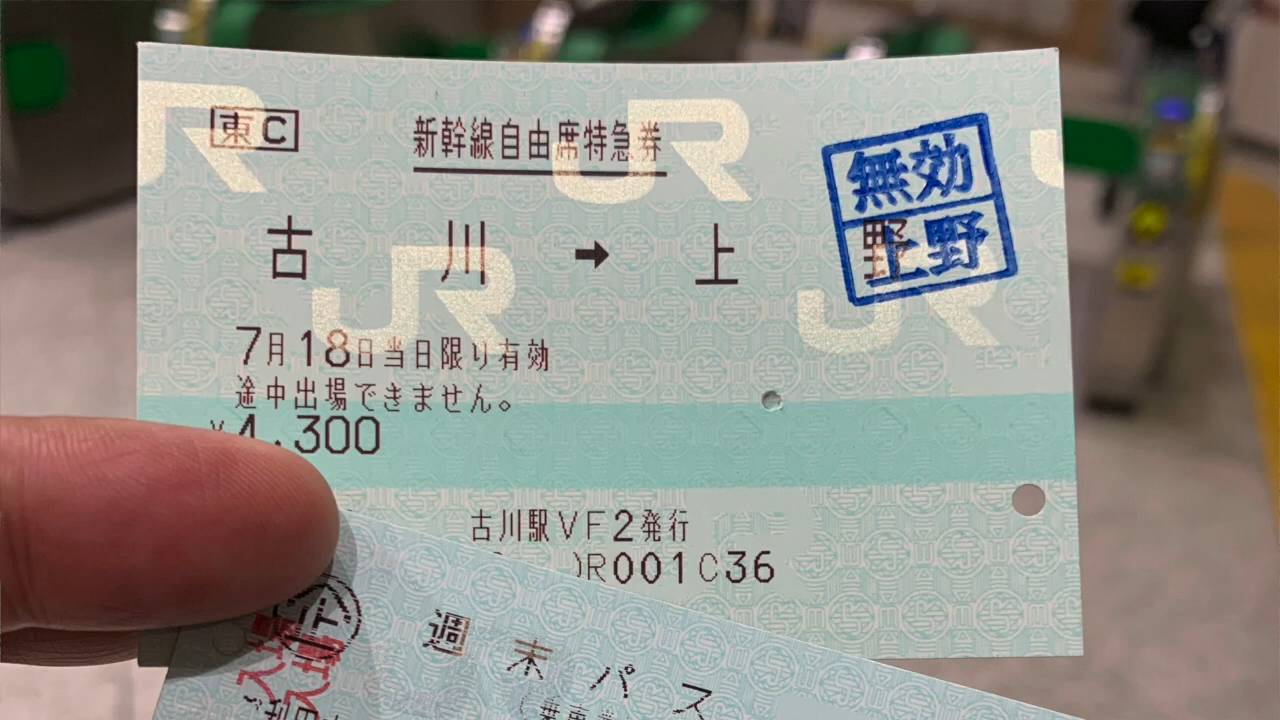 東C
新幹線自由席特急券
無効
上野
古川➡上野
7月18日当日限り有効
途中出場できません。
¥4,300
古川駅VF2発行
R001C36
週末パス